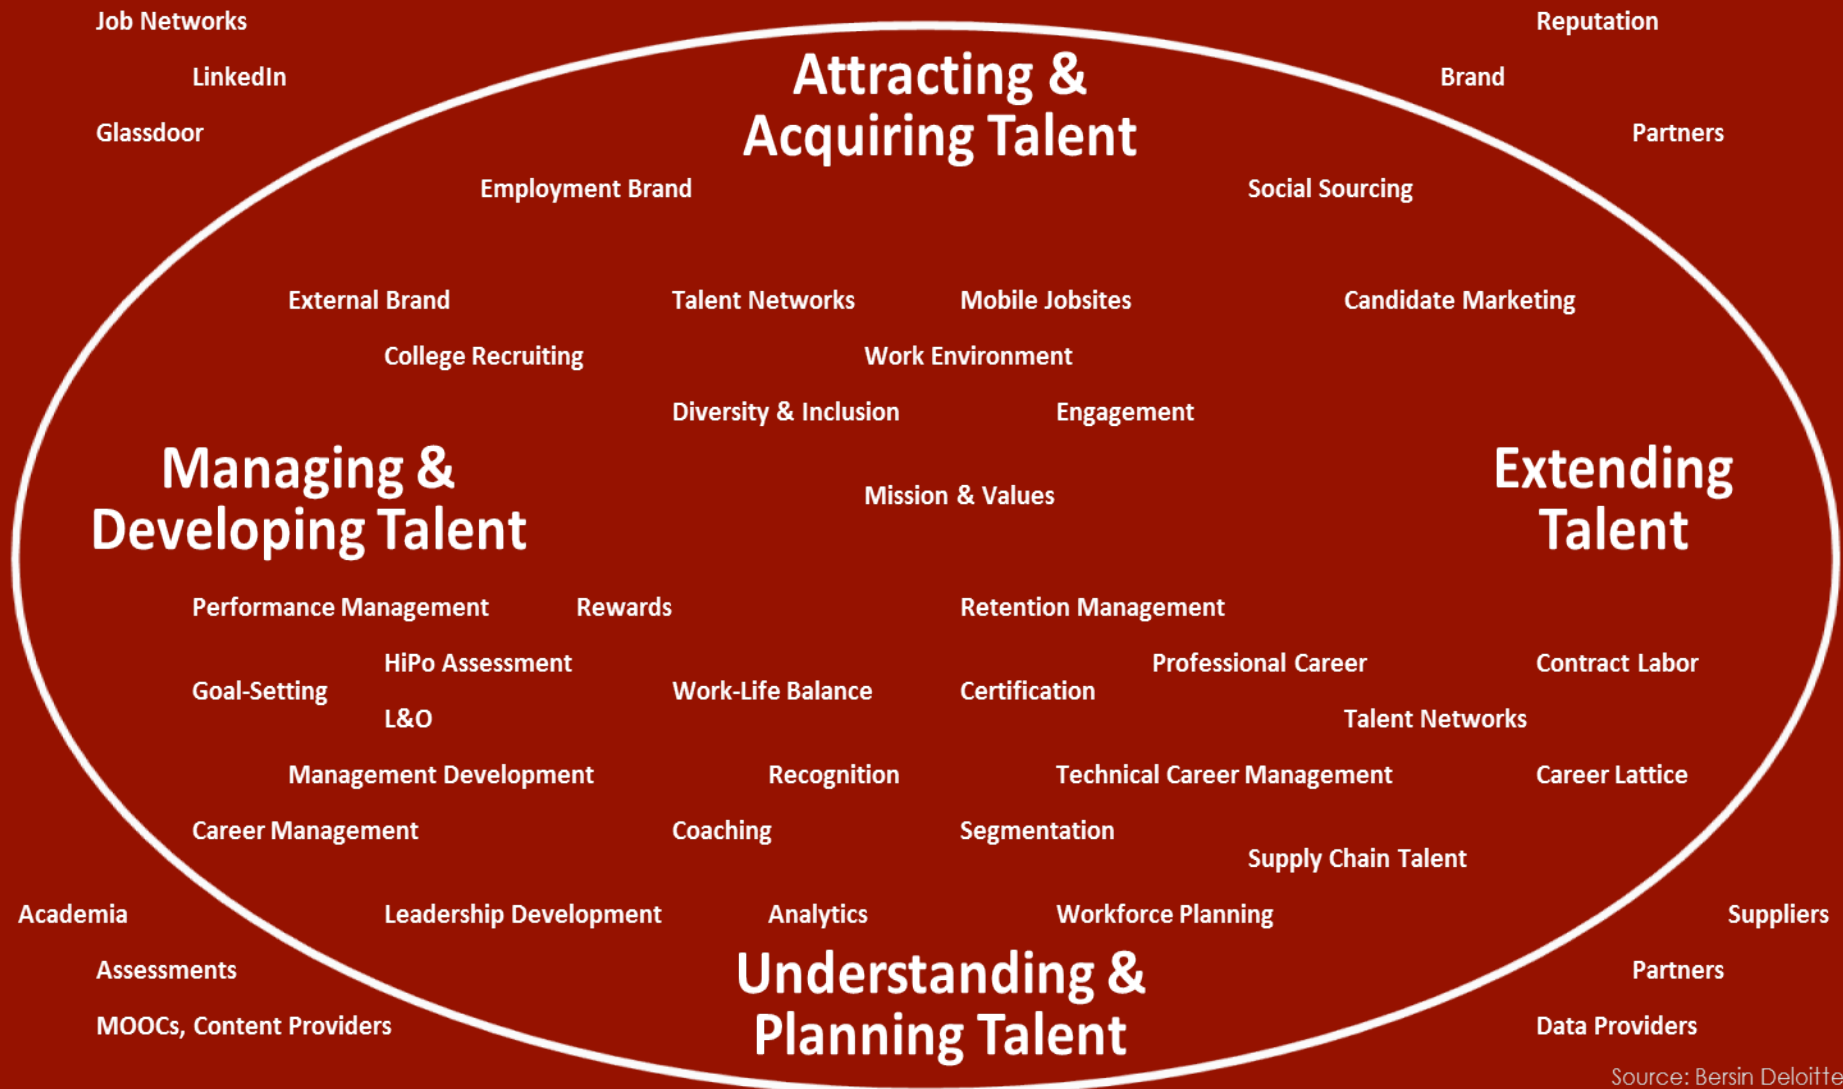 Job Networks
Reputation
LinkedIn
Attracting &
Brand
Acquiring Talent
Glassdoor
Partners
Employment Brand
Social Sourcing
External Brand
Talent Networks
Mobile Jobsites
Candidate Marketing
College Recruiting
Work Environment
Diversity & Inclusion
Engagement
Managing &
Developing Talent
Mission & Values
Extending
Talent
Performance Management
Rewards
Retention Management
HiPo Assessment
Professional Career
Contract Labor
Goal-Setting
Work-Life Balance
Certification
L&O
Talent Networks
Management Development
Recognition
Technical Career Management
Career Lattice
Career Management
Coaching
Segmentation
Supply Chain Talent
Academia
Leadership Development
Analytics
Workforce Planning
Suppliers
Assessments
Understanding &
Planning Talent
Partners
MOOCs, Content Providers
Data Providers
Source: Bersin Deloitte